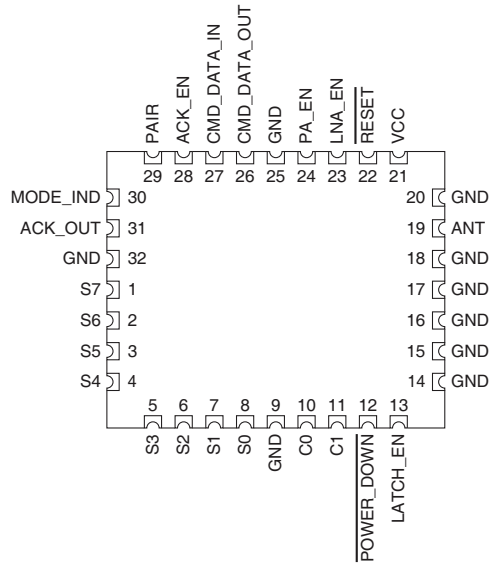 PAIR
ACK_EN
CMD_DATA_IN
CMD_DATA_OUT
GND
PA_EN
LNA_EN
RESET
VCC
29 28 27 26 25 24 23 22 21
MODE_IND 30
ACK_OUT 31
GND 32
S7 1
S6 2
S5 3
S4 4
20 GND
19 ANT
18 GND
17 GND
16 GND
15 GND
14 GND
5 6 7 8 9 10 11 12 13
S3
S2
S1
S0
GND
C0
C1
POWER_DOWN
LATCH_EN